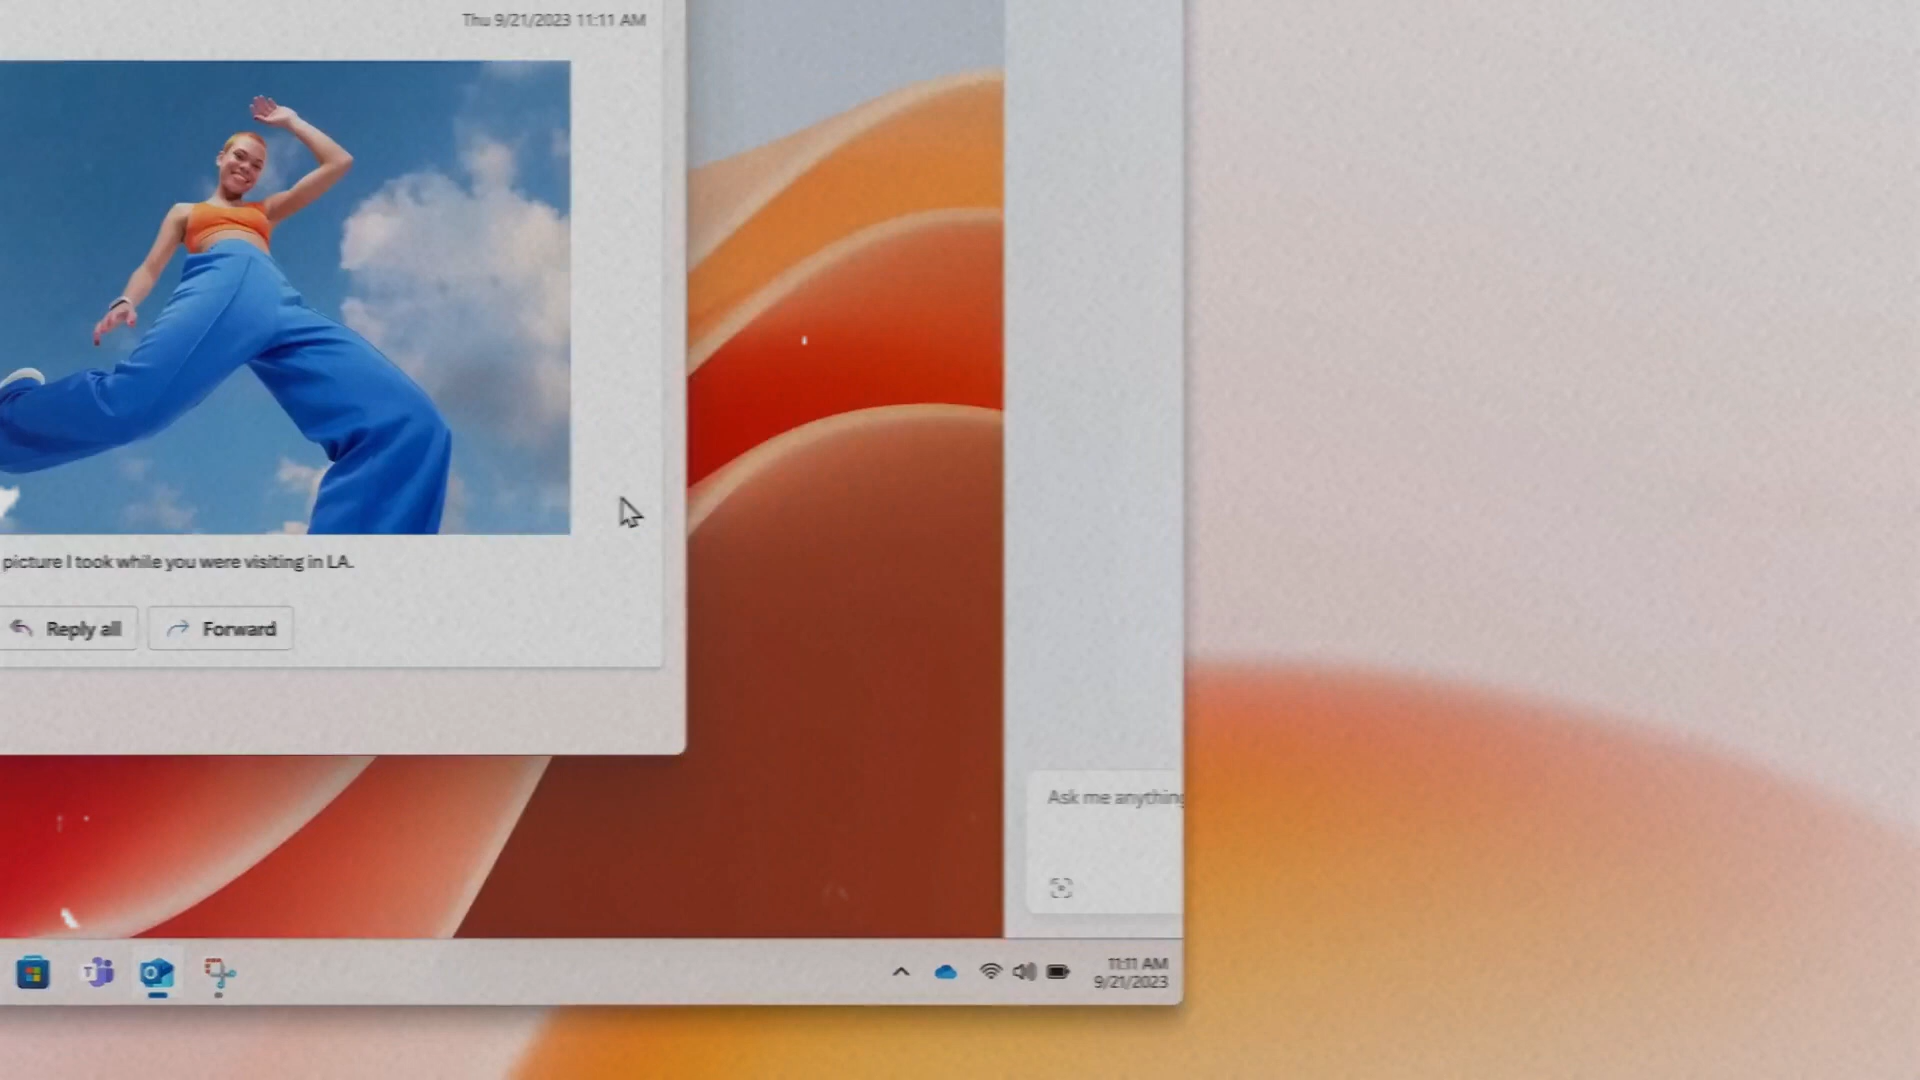 Thu 9/21/2023 11:11 AM
picture I took while you were visiting in LA.
Reply all
Forward
Ask me anything
11:11 AM
9/21/2023